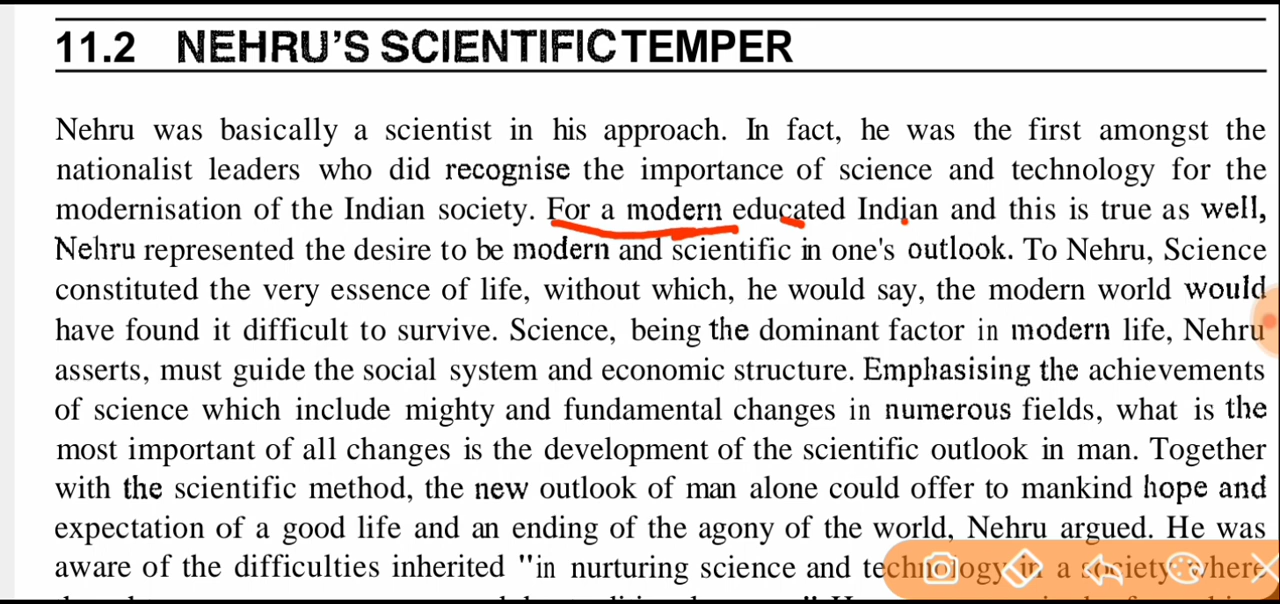 11.2 NEHRU'S SCIENTIFIC TEMPER
Nehru was basically a scientist in his approach. In fact, he was the first amongst the
nationalist leaders who did recognise the importance of science and technology for the
modernisation of the Indian society. For a modern educated Indian and this is true as well,
Nehru represented the desire to be modern and scientific in one's outlook. To Nehru, Science
constituted the very essence of life, without which, he would say, the modern world would
have found it difficult to survive. Science, being the dominant factor in modern life, Nehru
asserts, must guide the social system and economic structure. Emphasising the achievements
of science which include mighty and fundamental changes in numerous fields, what is the
most important of all changes is the development of the scientific outlook in man. Together
with the scientific method, the new outlook of man alone could offer to mankind hope and
expectation of a good life and an ending of the agony of the world, Nehru argued. He was
aware of the difficulties inherited "in nurturing science and technology in a society where